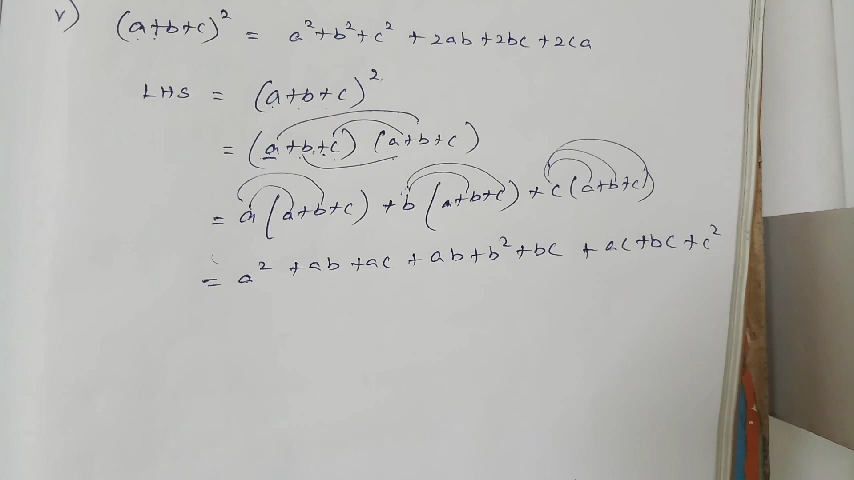 v) (a+b+c)² = a²+b²+c² + 2ab+2bc+2ca
LHS = (a+b+c)²
= (a+b+c) (a+b+c)
= a(a+b+c) + b(a+b+c) + c(a+b+c)
= a² + ab + ac + ab + b² + bc + ac + bc + c²